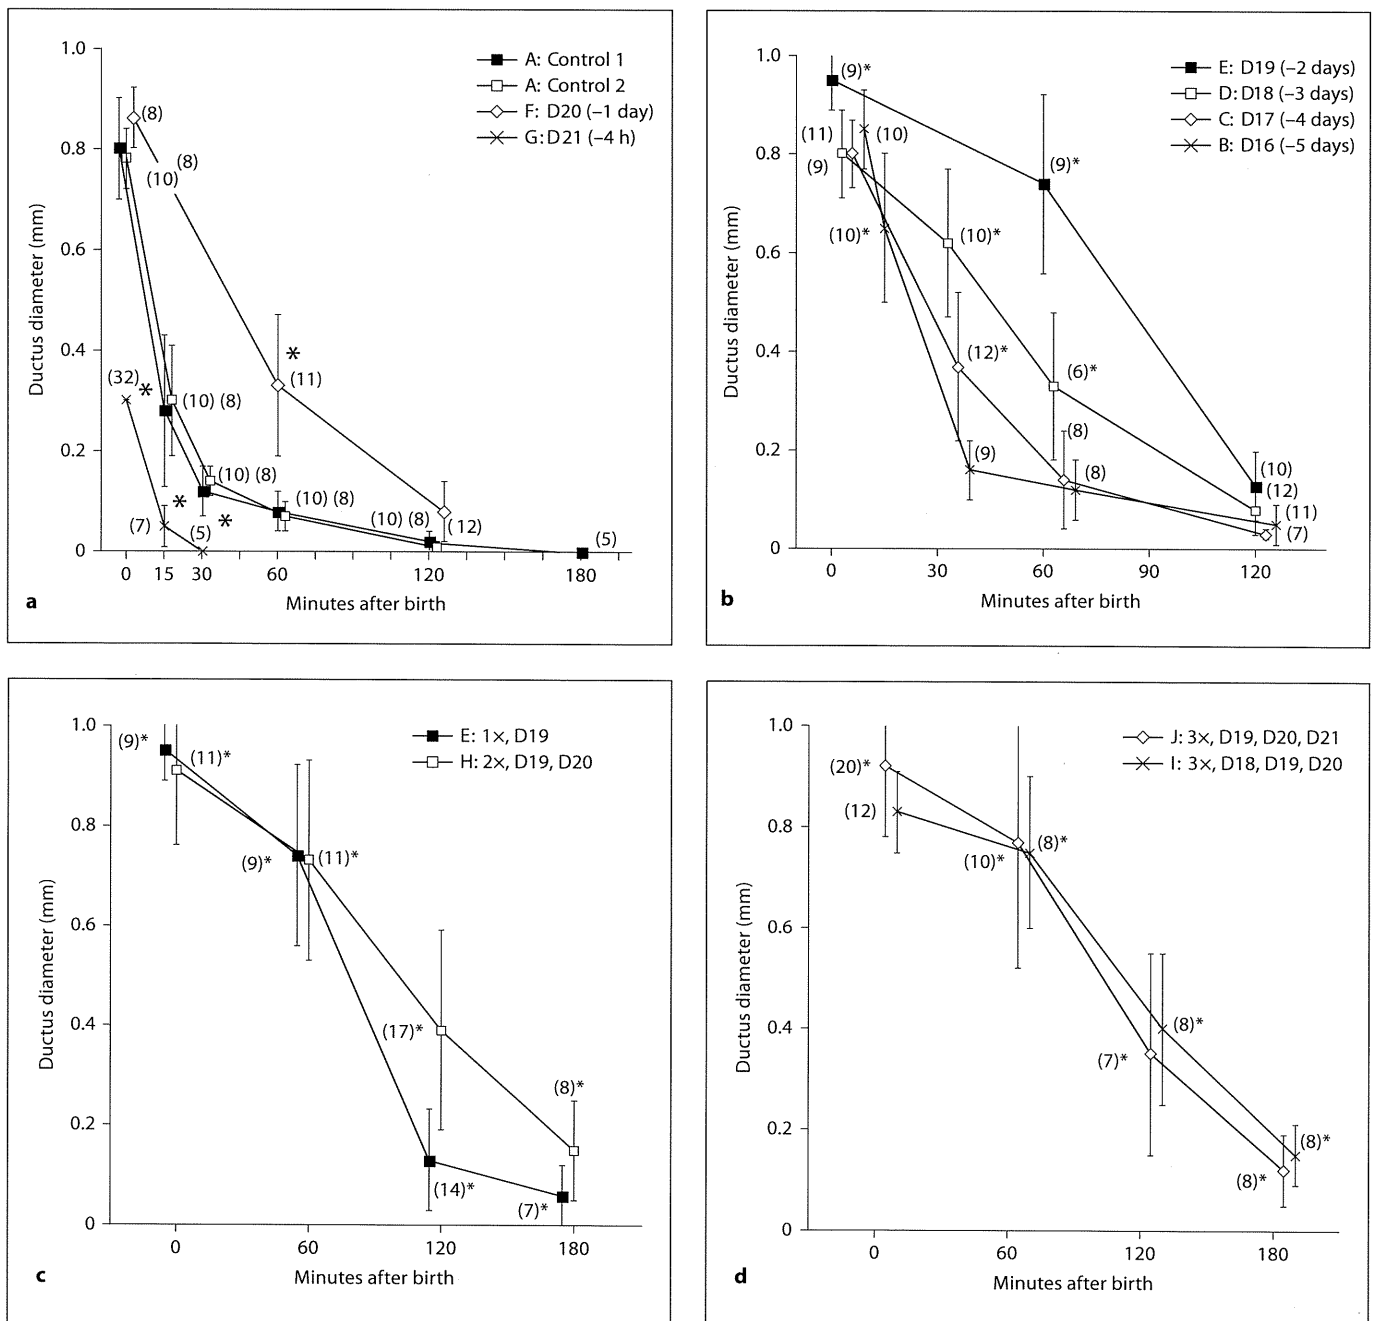 1.0
0.8
0.6
0.4
0.2
0
Ductus diameter (mm)
A: Control 1
A: Control 2
F: D20 (–1 day)
G: D21 (–4 h)
(8)
(8)
(10)
(32) *
*
(7)
(5)
*
(10) (8)
(10) (8)
(10) (8)
*
(11)
(10) (8)
(12)
(5)
0 15 30 60 120 180
Minutes after birth
a
1.0
0.8
0.6
0.4
0.2
0
Ductus diameter (mm)
E: D19 (–2 days)
D: D18 (–3 days)
C: D17 (–4 days)
B: D16 (–5 days)
(9)*
(11)
(10)
(9)
(9)*
(10)*
(10)*
(12)*
(6)*
(9)
(8)
(8)
(10)
(12)
(11)
(7)
0 30 60 90 120
Minutes after birth
b
1.0
0.8
0.6
0.4
0.2
0
Ductus diameter (mm)
E: 1×, D19
H: 2×, D19, D20
(9)*
(11)*
(9)*
(11)*
(17)*
(14)*
(8)*
(7)*
0 60 120 180
Minutes after birth
c
1.0
0.8
0.6
0.4
0.2
0
Ductus diameter (mm)
J: 3×, D19, D20, D21
I: 3×, D18, D19, D20
(20)*
(12)
(10)*
(8)*
(8)*
(7)*
(8)*
(8)*
0 60 120 180
Minutes after birth
d